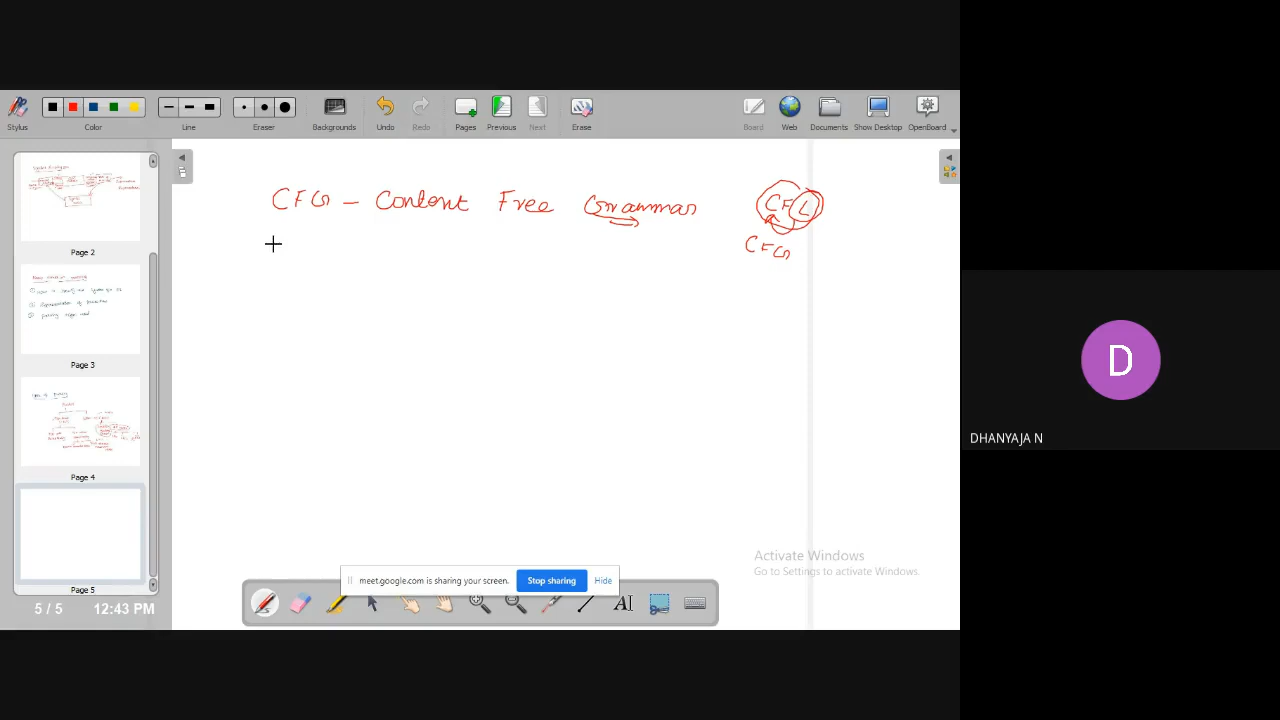 Stylus
Color
Line
Eraser
Backgrounds
Undo
Redo
Pages
Previous
Next
Erase
Board
Web
Documents
Show Desktop
OpenBoard
Page 2
Page 3
Page 4
Page 5
5 / 5 12:43 PM
CFG - Content Free Grammar
CFL
CFG
Activate Windows
Go to Settings to activate Windows.
meet.google.com is sharing your screen. Stop sharing Hide
D
DHANYAJA N